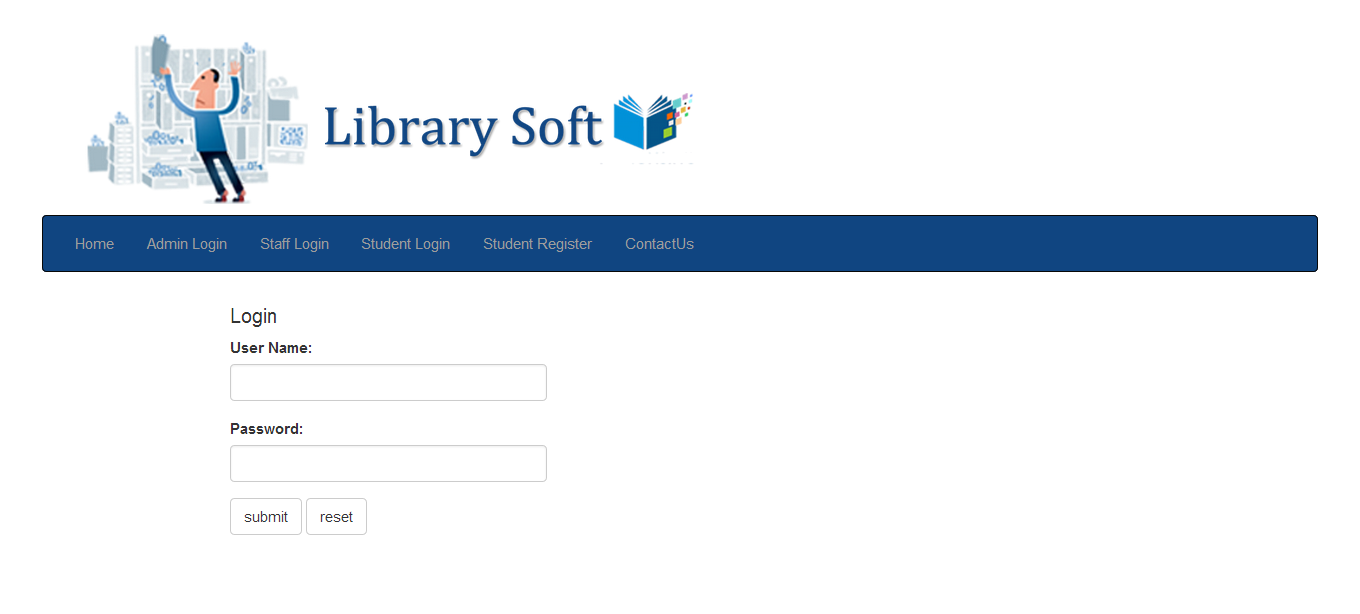 Library Soft
Home Admin Login Staff Login Student Login Student Register ContactUs
Login
User Name:
Password:
submit reset